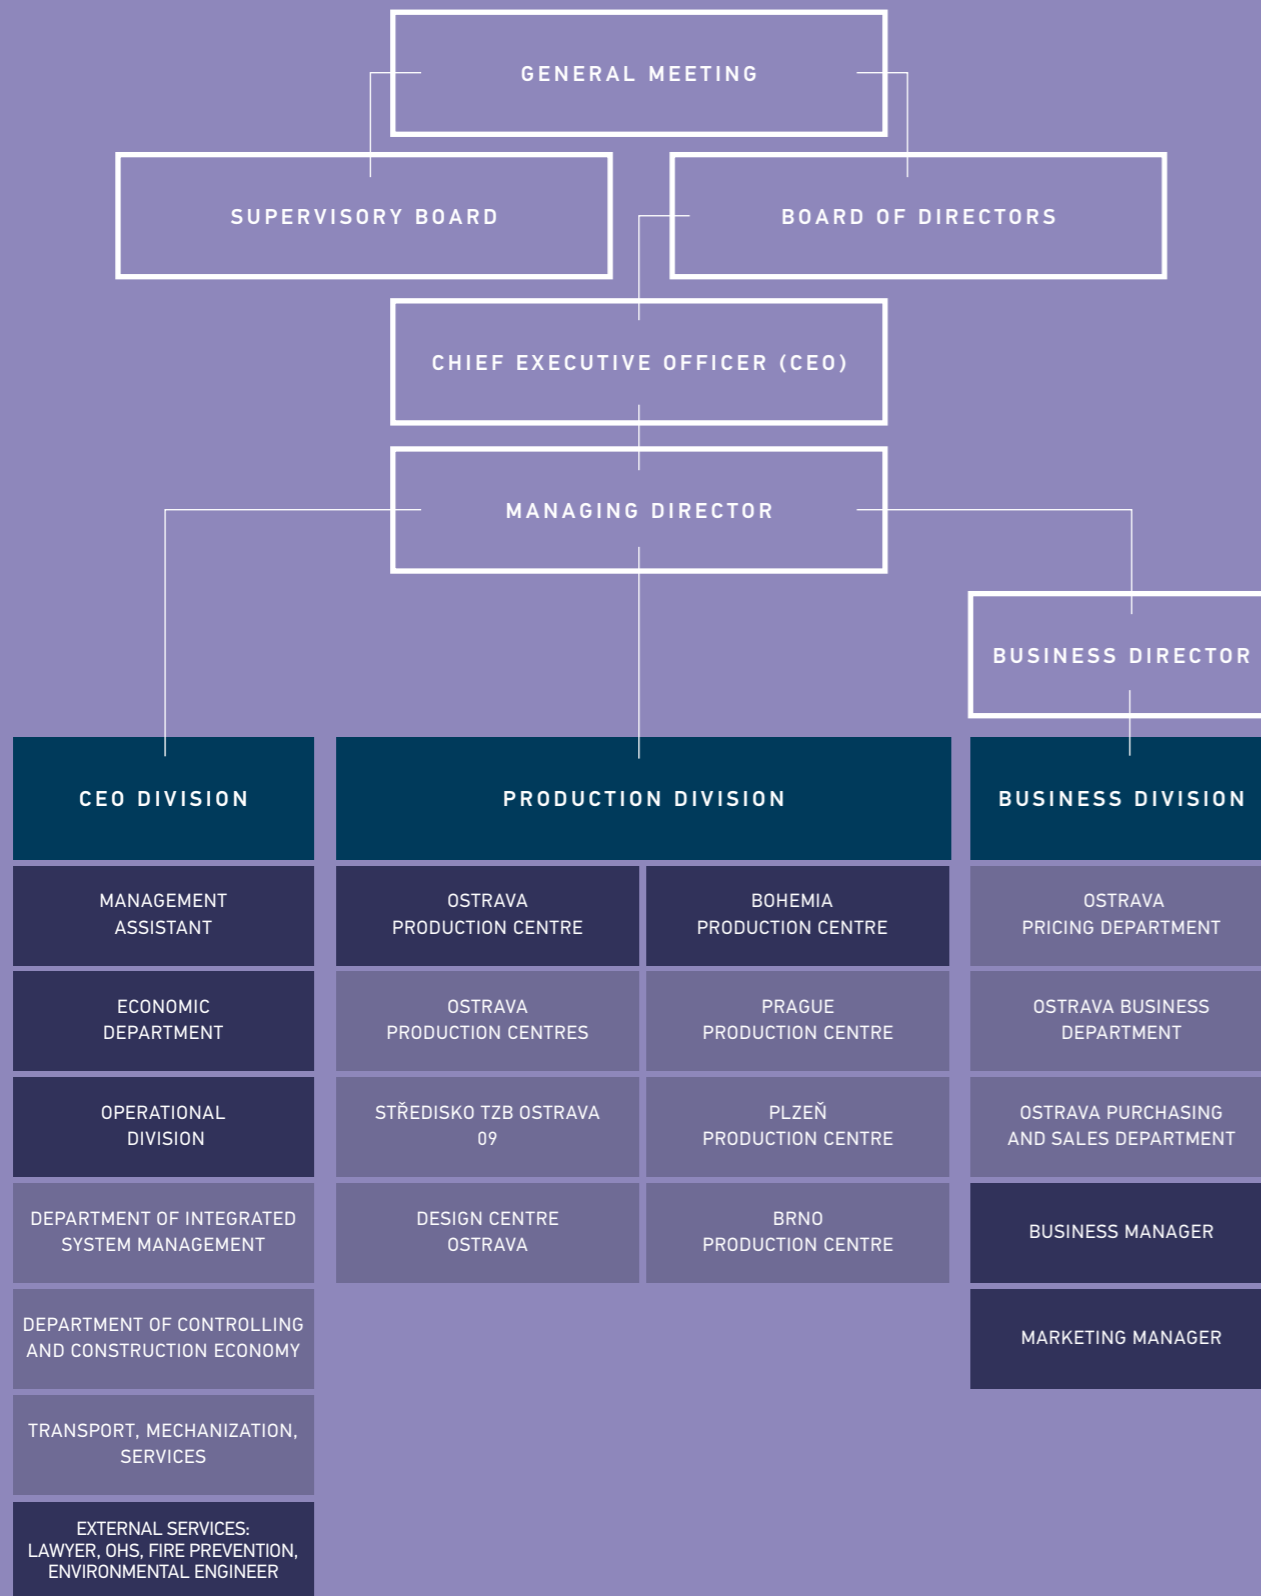 GENERAL MEETING
SUPERVISORY BOARD
BOARD OF DIRECTORS
CHIEF EXECUTIVE OFFICER (CEO)
MANAGING DIRECTOR
BUSINESS DIRECTOR
CEO DIVISION
PRODUCTION DIVISION
BUSINESS DIVISION
MANAGEMENT
ASSISTANT
ECONOMIC
DEPARTMENT
OPERATIONAL
DIVISION
DEPARTMENT OF INTEGRATED
SYSTEM MANAGEMENT
DEPARTMENT OF CONTROLLING
AND CONSTRUCTION ECONOMY
TRANSPORT, MECHANIZATION,
SERVICES
EXTERNAL SERVICES:
LAWYER, OHS, FIRE PREVENTION,
ENVIRONMENTAL ENGINEER
OSTRAVA
PRODUCTION CENTRE
OSTRAVA
PRODUCTION CENTRES
STŘEDISKO TZB OSTRAVA
09
DESIGN CENTRE
OSTRAVA
BOHEMIA
PRODUCTION CENTRE
PRAGUE
PRODUCTION CENTRE
PLZEŇ
PRODUCTION CENTRE
BRNO
PRODUCTION CENTRE
OSTRAVA
PRICING DEPARTMENT
OSTRAVA BUSINESS
DEPARTMENT
OSTRAVA PURCHASING
AND SALES DEPARTMENT
BUSINESS MANAGER
MARKETING MANAGER